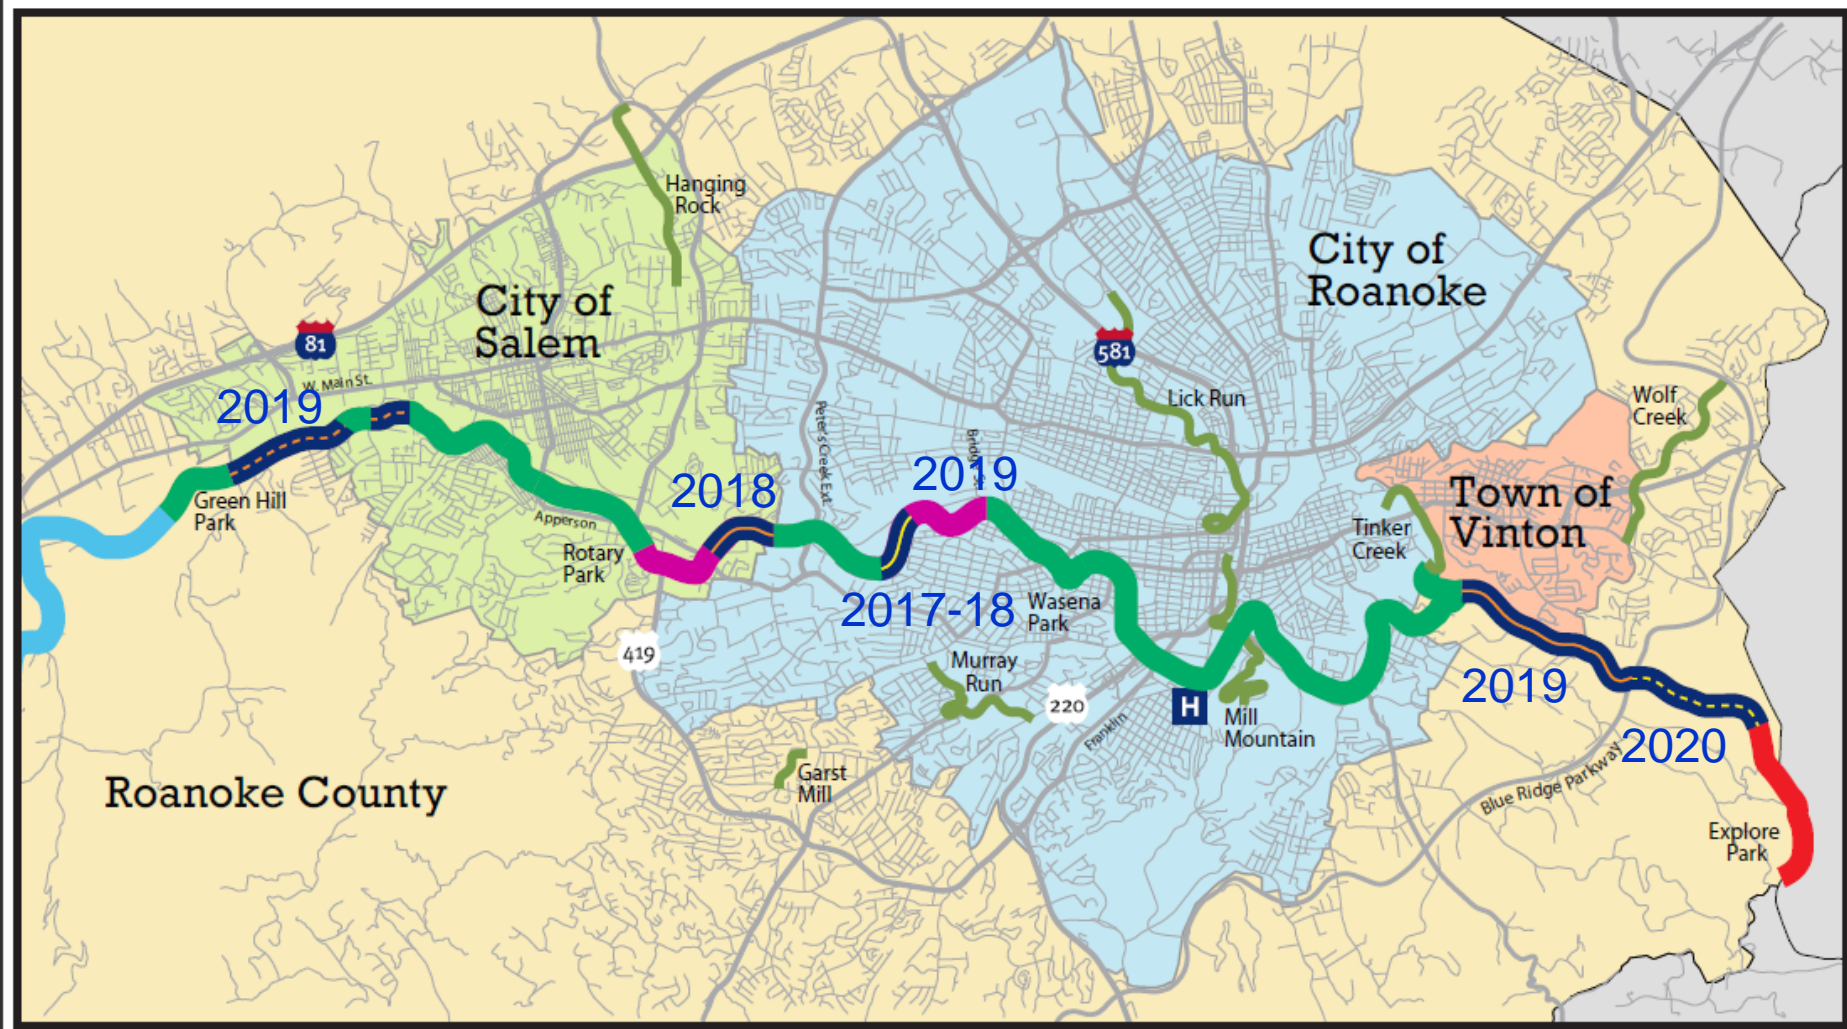 Hanging
Rock
City of
Roanoke
City of
Salem
81
581
W. Main St.
2019
Lick Run
Wolf
Creek
Peter's Creek Ext.
2019
2018
Green Hill
Park
Apperson
Town of
Vinton
Tinker
Creek
Rotary
Park
2017-18
Wasena
Park
419
Murray
Run
220
H
Franklin
Mill
Mountain
2019
2020
Blue Ridge Parkway
Garst
Mill
Roanoke County
Explore
Park